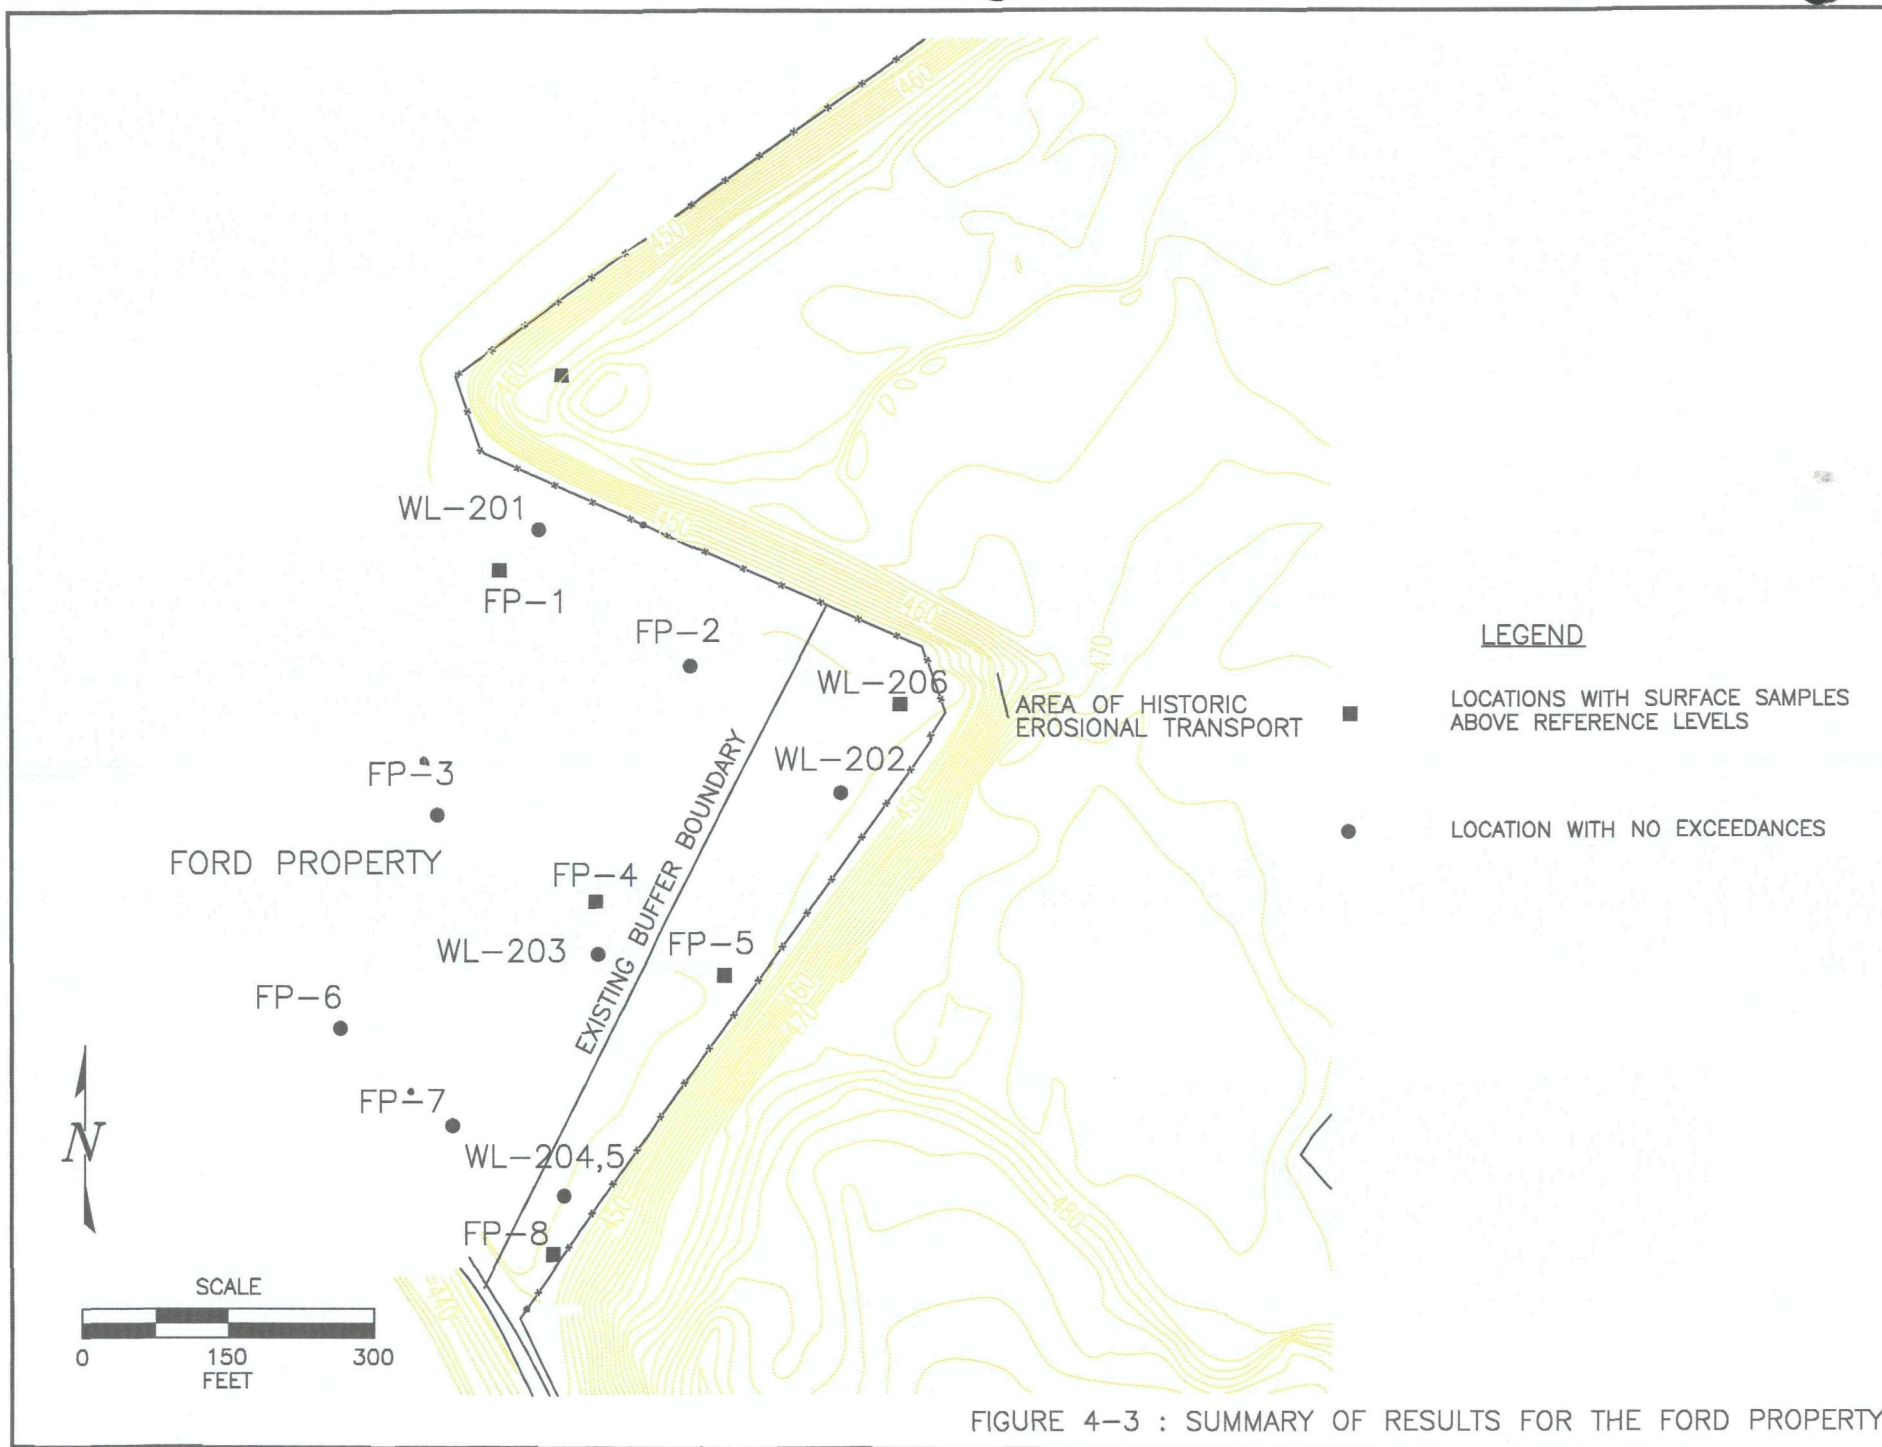 460
450
460
WL-201
450
FP-1
FP-2
460
470
WL-206
AREA OF HISTORIC
EROSIONAL TRANSPORT
WL-202
450
FP-3
FORD PROPERTY
EXISTING BUFFER BOUNDARY
FP-4
WL-203
FP-5
460
470
FP-6
FP-7
WL-204,5
450
480
FP-8
440
N
SCALE
0 150 300
FEET
LEGEND
LOCATIONS WITH SURFACE SAMPLES
ABOVE REFERENCE LEVELS
LOCATION WITH NO EXCEEDANCES
FIGURE 4-3 : SUMMARY OF RESULTS FOR THE FORD PROPERTY